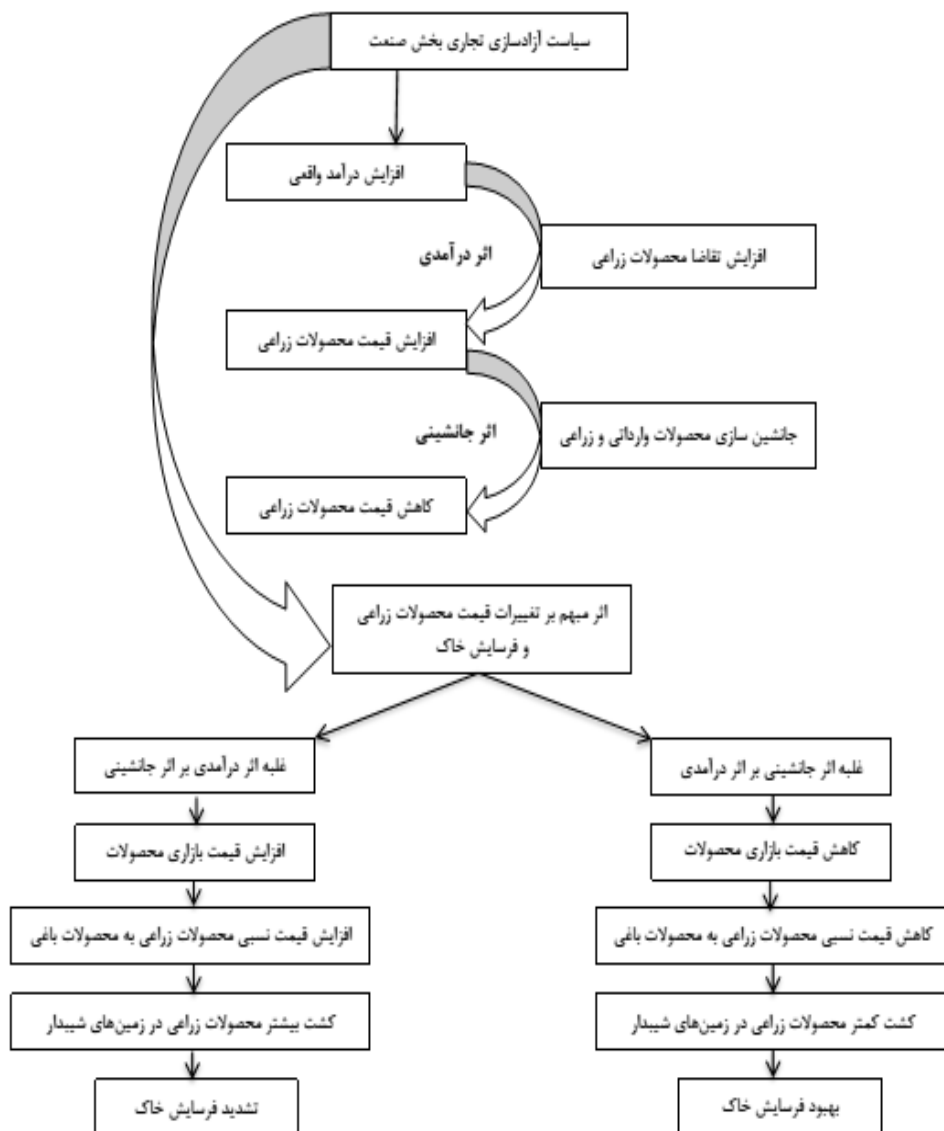 سیاست آزادسازی تجاری بخش صنعت
افزایش درآمد واقعی
افزایش تقاضا محصولات زراعی
اثر درآمدی
افزایش قیمت محصولات زراعی
جانشین سازی محصولات وارداتی و زراعی
اثر جانشینی
کاهش قیمت محصولات زراعی
اثر مبهم بر تغییرات قیمت محصولات زراعی
و فرسایش خاک
غلبه اثر جانشینی بر اثر درآمدی
کاهش قیمت بازاری محصولات
کاهش قیمت نسبی محصولات زراعی به محصولات باغی
کشت کمتر محصولات زراعی در زمین‌های شیبدار
بهبود فرسایش خاک
غلبه اثر درآمدی بر اثر جانشینی
افزایش قیمت بازاری محصولات
افزایش قیمت نسبی محصولات زراعی به محصولات باغی
کشت بیشتر محصولات زراعی در زمین‌های شیبدار
تشدید فرسایش خاک